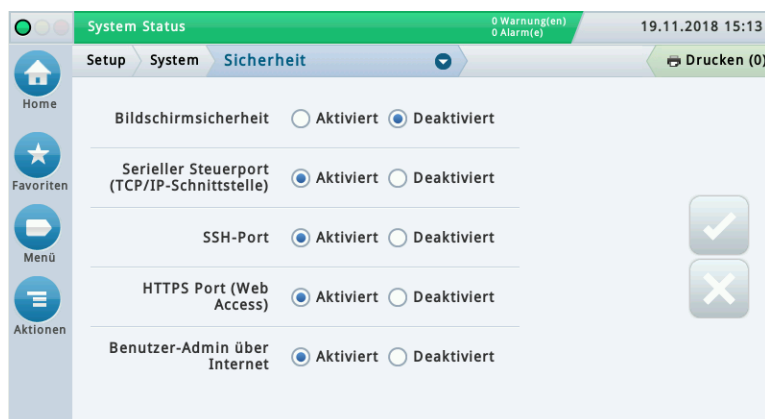 System Status
0 Warnung(en)
0 Alarm(e)
19.11.2018 15:13
Setup System Sicherheit
Drucken (0)
Home
Favoriten
Menü
Aktionen
Bildschirmsicherheit Aktiviert Deaktiviert
Serieller Steuerport
(TCP/IP-Schnittstelle) Aktiviert Deaktiviert
SSH-Port Aktiviert Deaktiviert
HTTPS Port (Web
Access) Aktiviert Deaktiviert
Benutzer-Admin über
Internet Aktiviert Deaktiviert